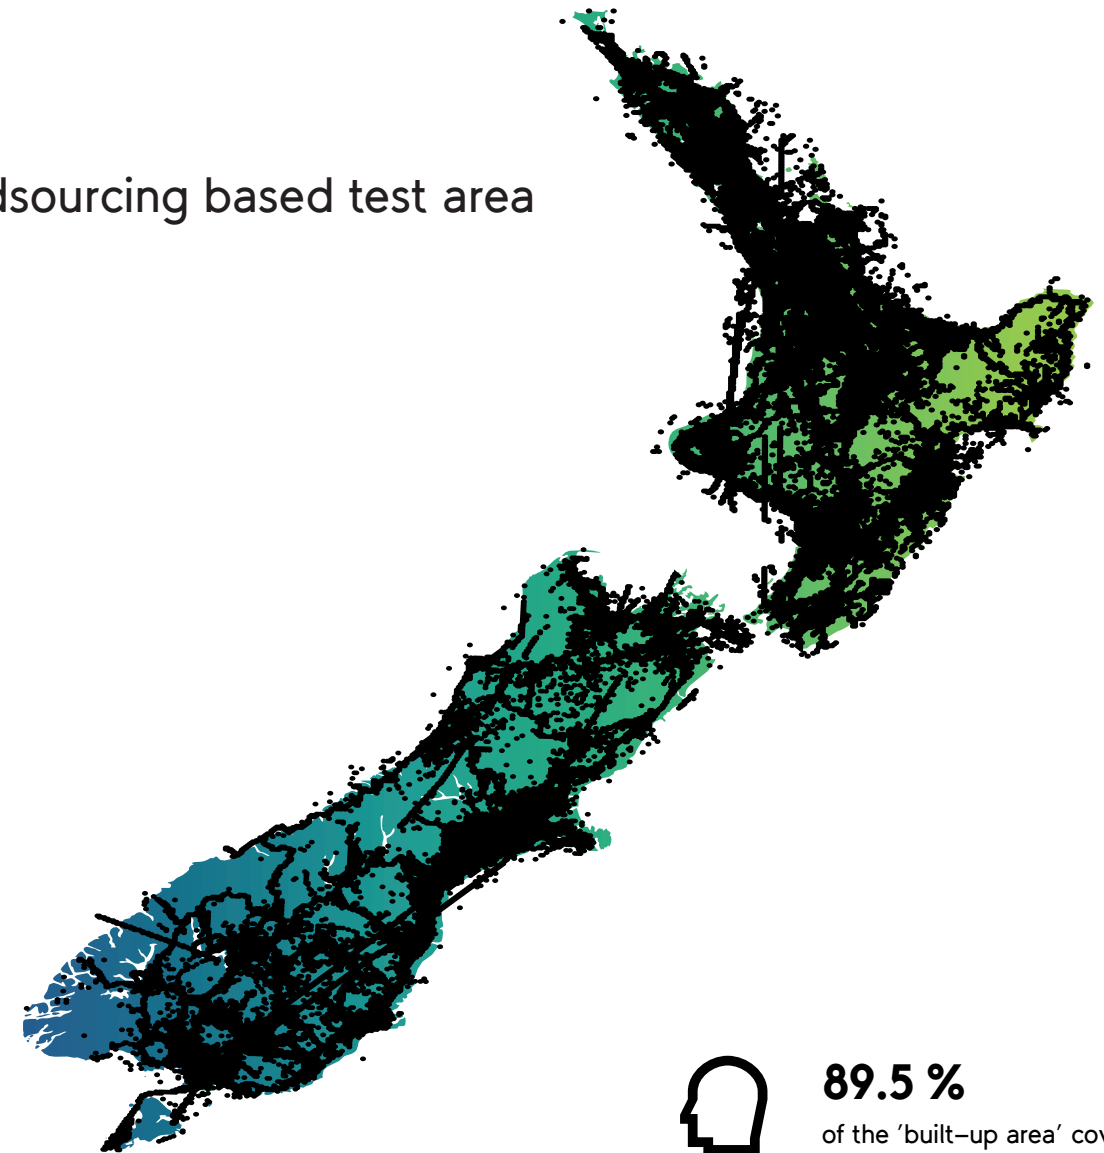 dsourcing based test area
89.5 %
of the ‘built-up area’ cov